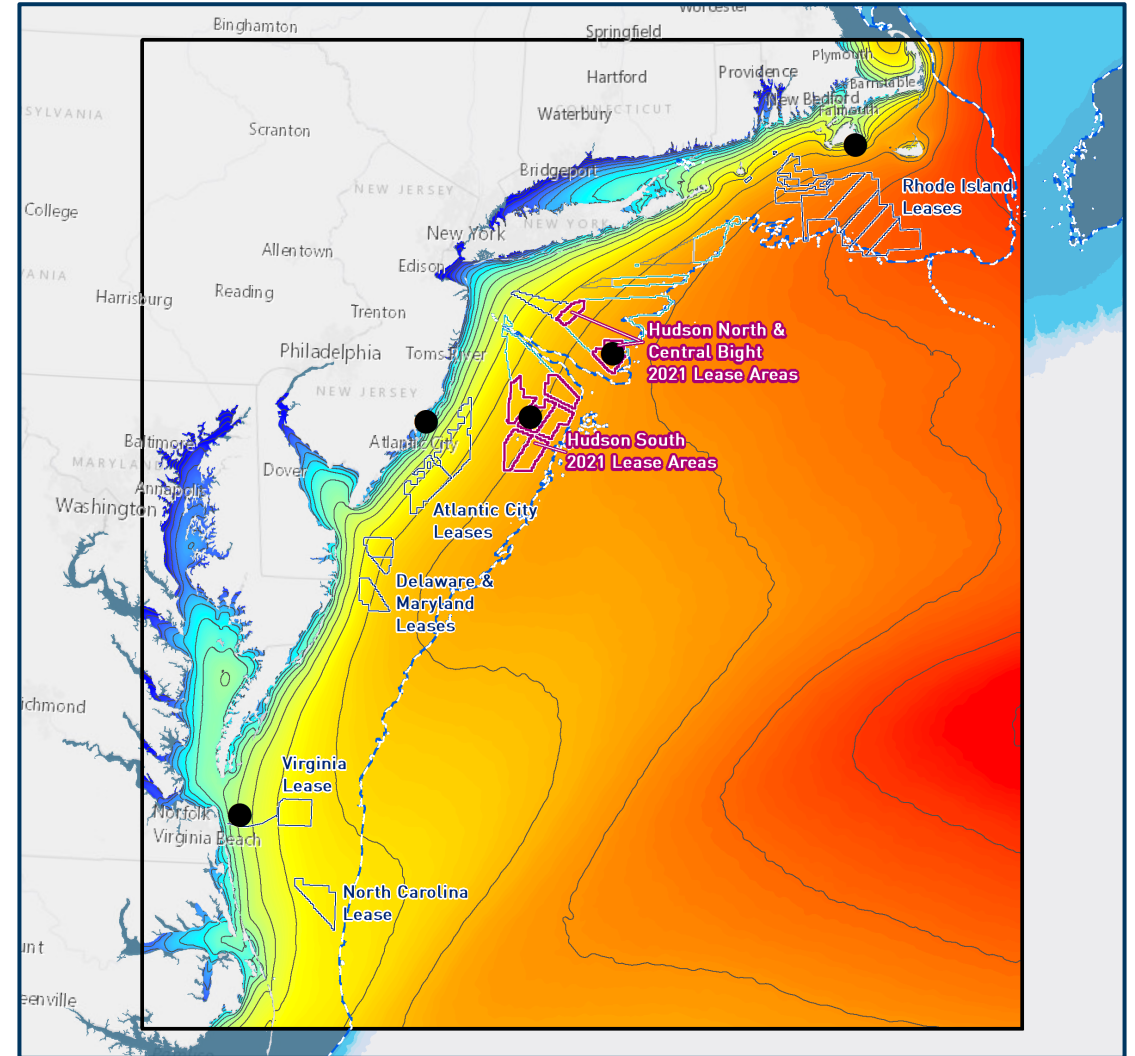 Worcester
Binghamton
Springfield
Plymouth
Hartford
Providence
Barnstable
New Bedford
Falmouth
CONNECTICUT
Waterbury
SYLVANIA
Scranton
Bridgeport
NEW JERSEY
Rhode Island
Leases
College
NEW YORK
New York
Allentown
Edison
VANIA
Reading
Harrisburg
Trenton
Hudson North &
Central Bight
2021 Lease Areas
Philadelphia
Toms River
NEW JERSEY
Baltimore
Atlantic City
Hudson South
2021 Lease Areas
MARYLAND
Dover
Annapolis
Washington
Atlantic City
Leases
Delaware &
Maryland
Leases
ichmond
Virginia
Lease
Norfolk
Virginia Beach
North Carolina
Lease
unt
eenville